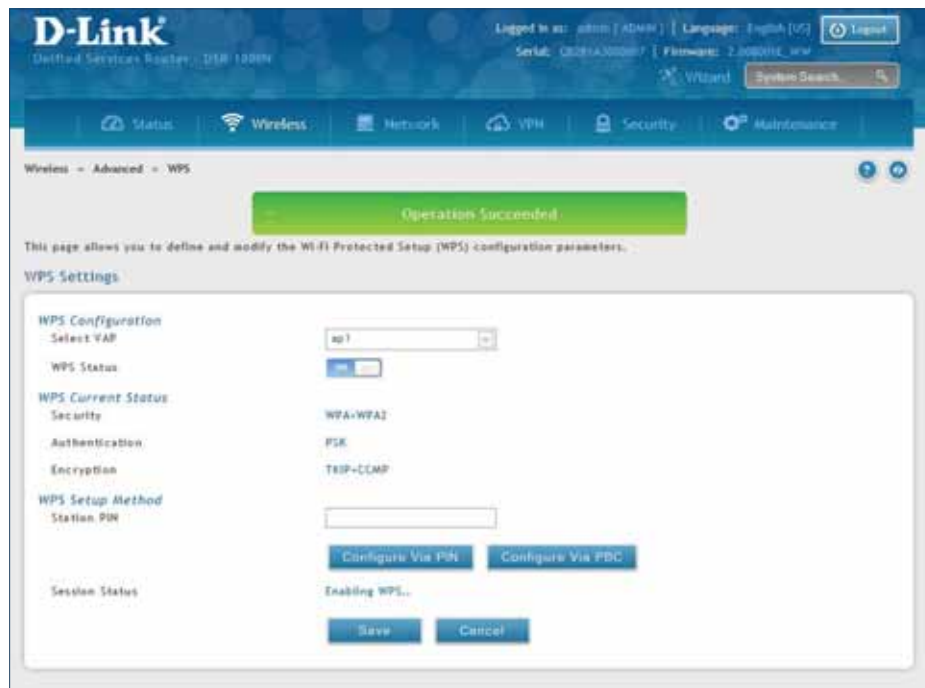 D-Link
Logged in as: admin [ ADMIN ] | Language: English [US]
Logout
Unified Services Router - DSR-1000N
Serial: | Firmware:
Wizard
System Search...
Status
Wireless
Network
VPN
Security
Maintenance
Wireless » Advanced » WPS
Operation Succeeded
This page allows you to define and modify the Wi-Fi Protected Setup (WPS) configuration parameters.
WPS Settings
WPS Configuration
Select VAP
ap1
WPS Status
ON
WPS Current Status
Security
WPA+WPA2
Authentication
PSK
Encryption
TKIP+CCMP
WPS Setup Method
Station PIN
Configure Via PIN
Configure Via PBC
Session Status
Enabling WPS..
Save
Cancel